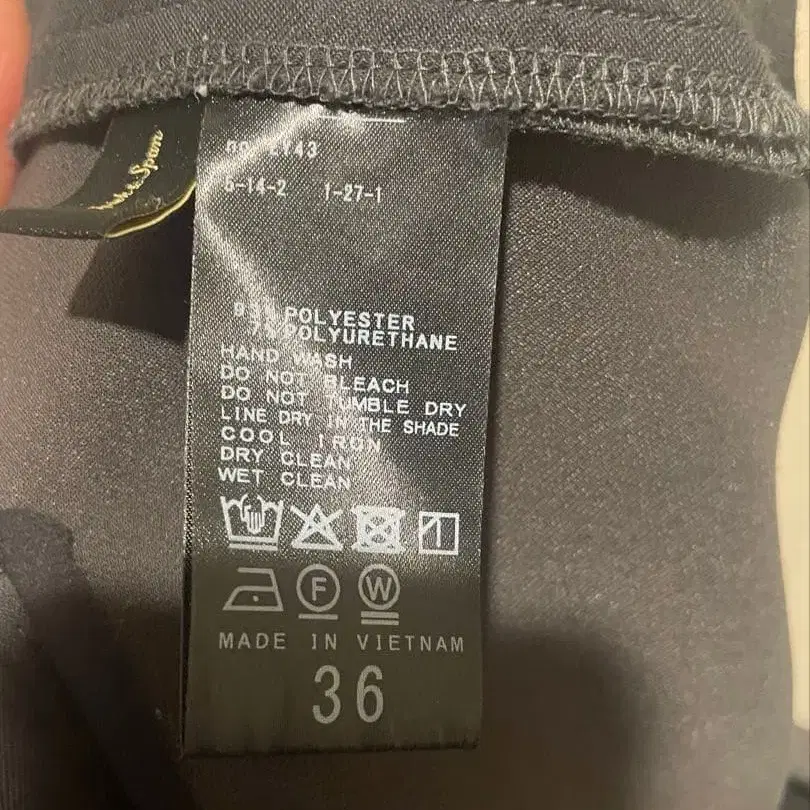 Spain
5-14-2 1-27-1
POLYESTER
POLYURETHANE
HAND WASH
DO NOT BLEACH
DO NOT TUMBLE DRY
LINE DRY IN THE SHADE
COOL IRON
DRY CLEAN
WET CLEAN
F W
MADE IN VIETNAM
36